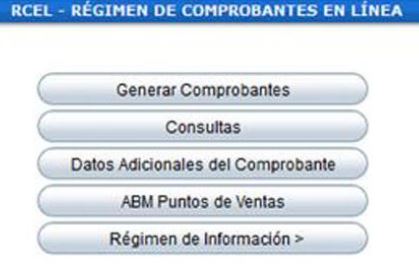 RCEL - RÉGIMEN DE COMPROBANTES EN LÍNEA
Generar Comprobantes
Consultas
Datos Adicionales del Comprobante
ABM Puntos de Ventas
Régimen de Información >